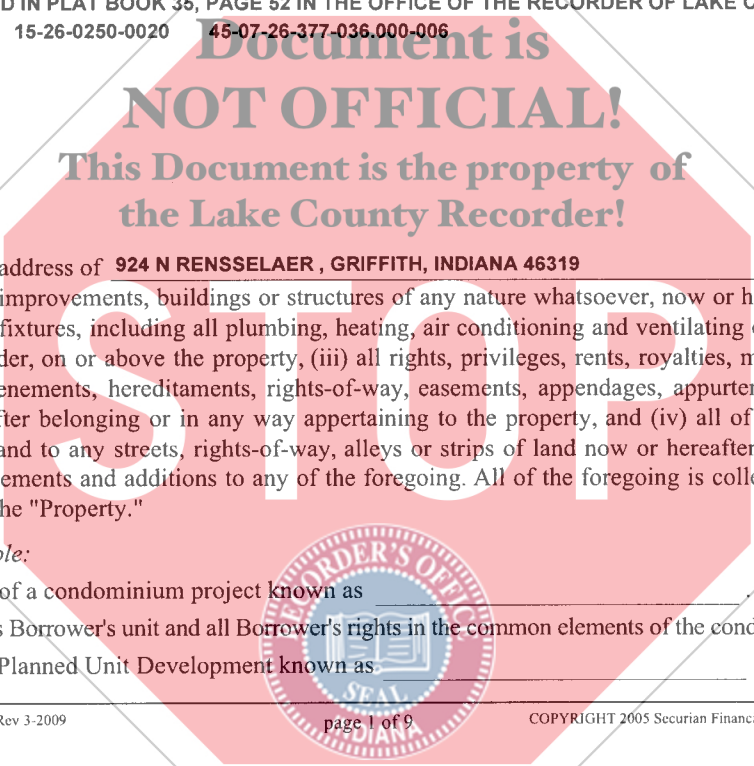 D IN PLAT BOOK 35, PAGE 52 IN THE OFFICE OF THE RECORDER OF LAKE C
15-26-0250-0020 45-07-26-377-036.000-006
Document is
NOT OFFICIAL!
This Document is the property of
the Lake County Recorder!
address of 924 N RENSSELAER , GRIFFITH, INDIANA 46319
improvements, buildings or structures of any nature whatsoever, now or h
fixtures, including all plumbing, heating, air conditioning and ventilating
der, on or above the property, (iii) all rights, privileges, rents, royalties, m
enements, hereditaments, rights-of-way, easements, appendages, appurte
fter belonging or in any way appertaining to the property, and (iv) all of
and to any streets, rights-of-way, alleys or strips of land now or hereafter
ements and additions to any of the foregoing. All of the foregoing is colle
he "Property."
STOP
ple:
of a condominium project known as .
s Borrower's unit and all Borrower's rights in the common elements of the cond
Planned Unit Development known as
RECORDER'S OFFICE
SEAL
INDIANA
Rev 3-2009 page 1 of 9 COPYRIGHT 2005 Securian Financ